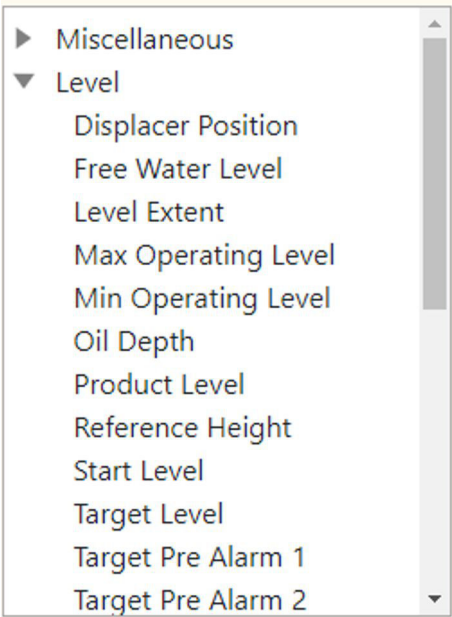 Miscellaneous
Level
Displacer Position
Free Water Level
Level Extent
Max Operating Level
Min Operating Level
Oil Depth
Product Level
Reference Height
Start Level
Target Level
Target Pre Alarm 1
Target Pre Alarm 2